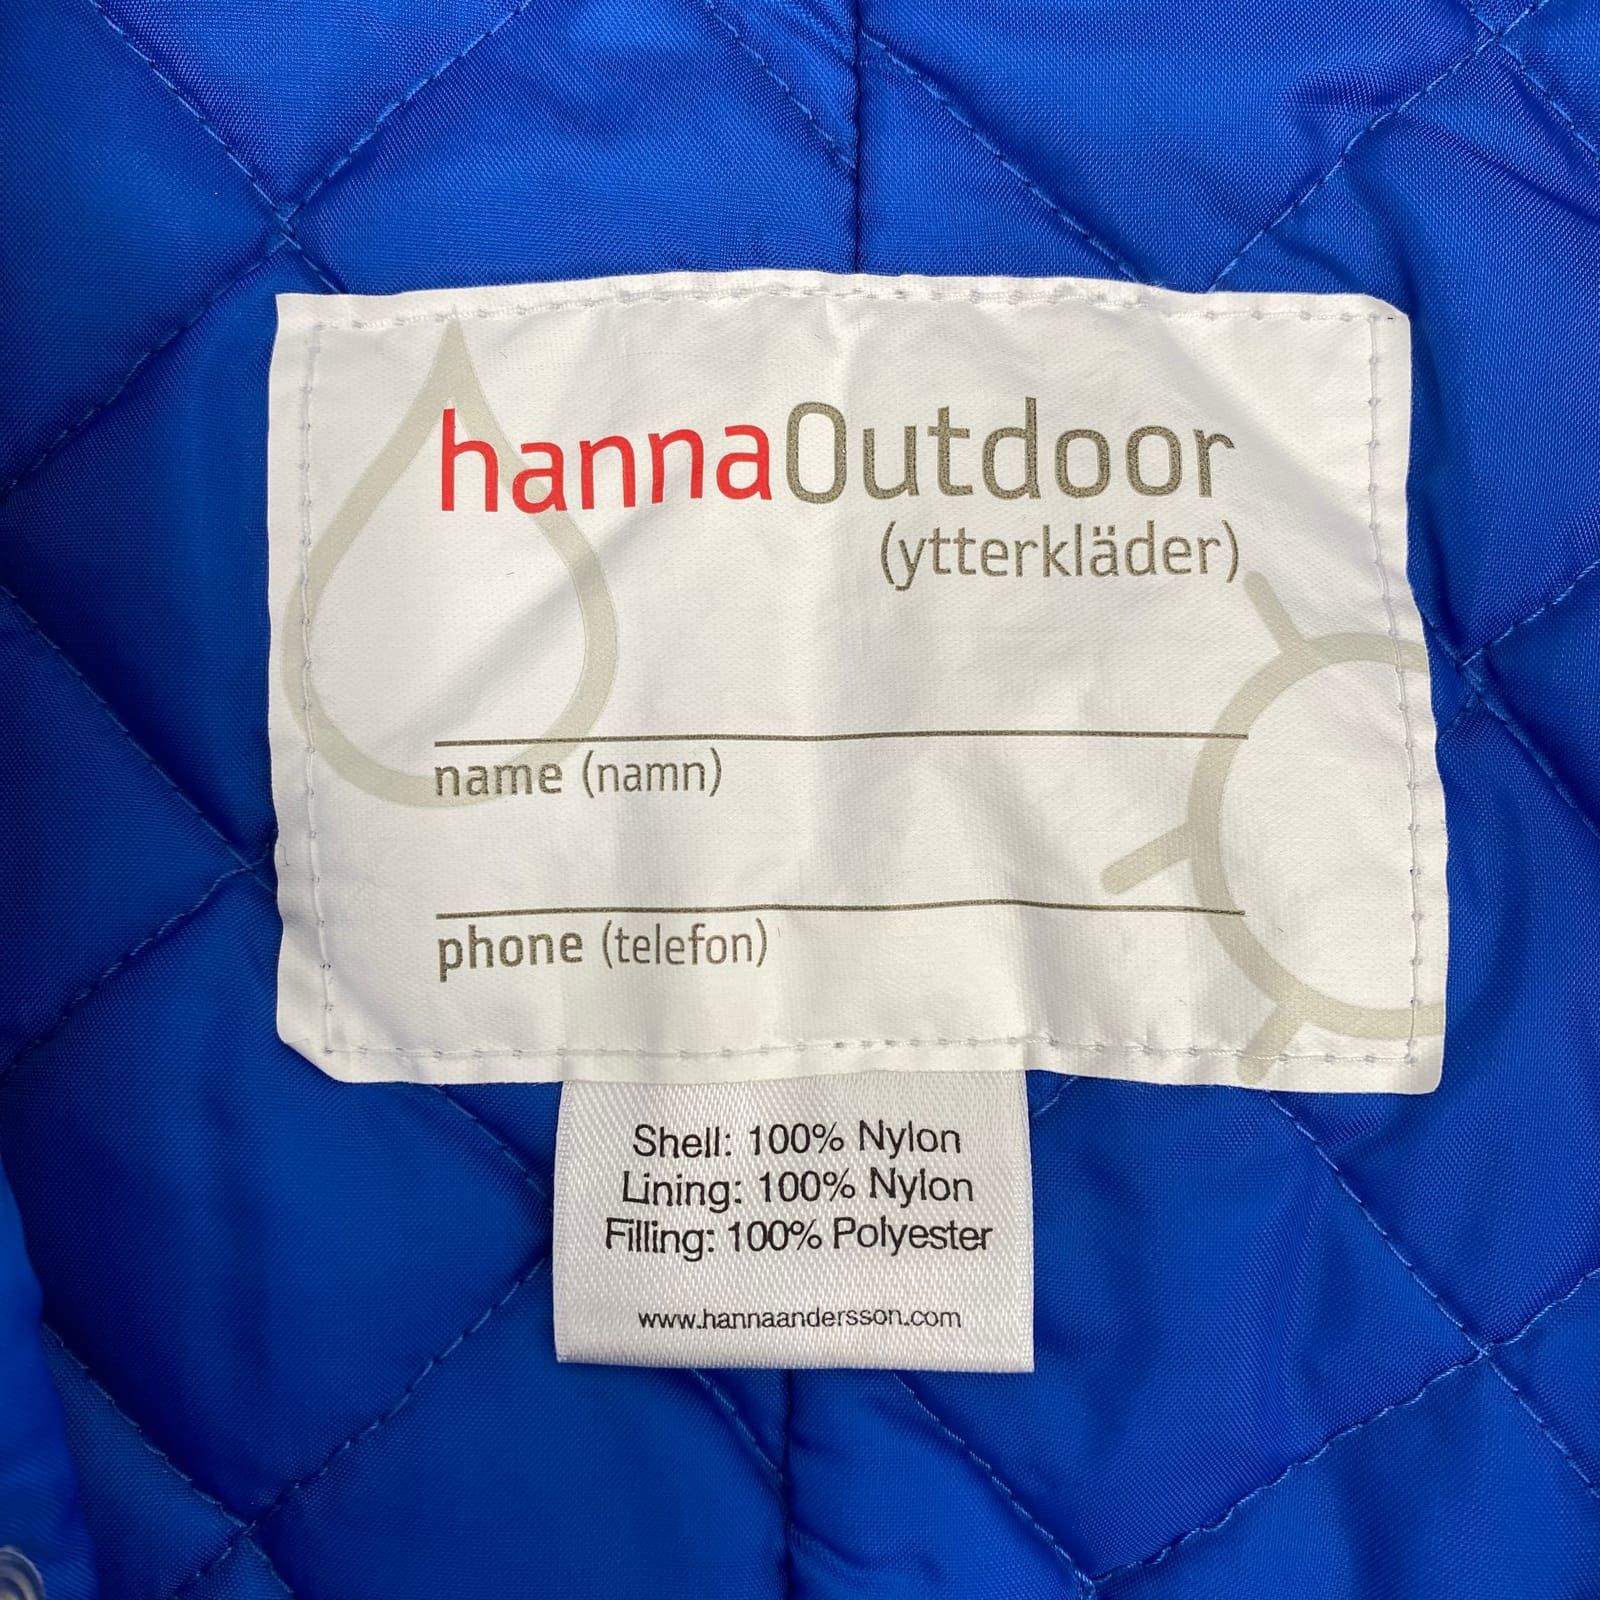 hannaOutdoor
(ytterkläder)
name (namn)
phone (telefon)
Shell: 100% Nylon
Lining: 100% Nylon
Filling: 100% Polyester
www.hannaandersson.com